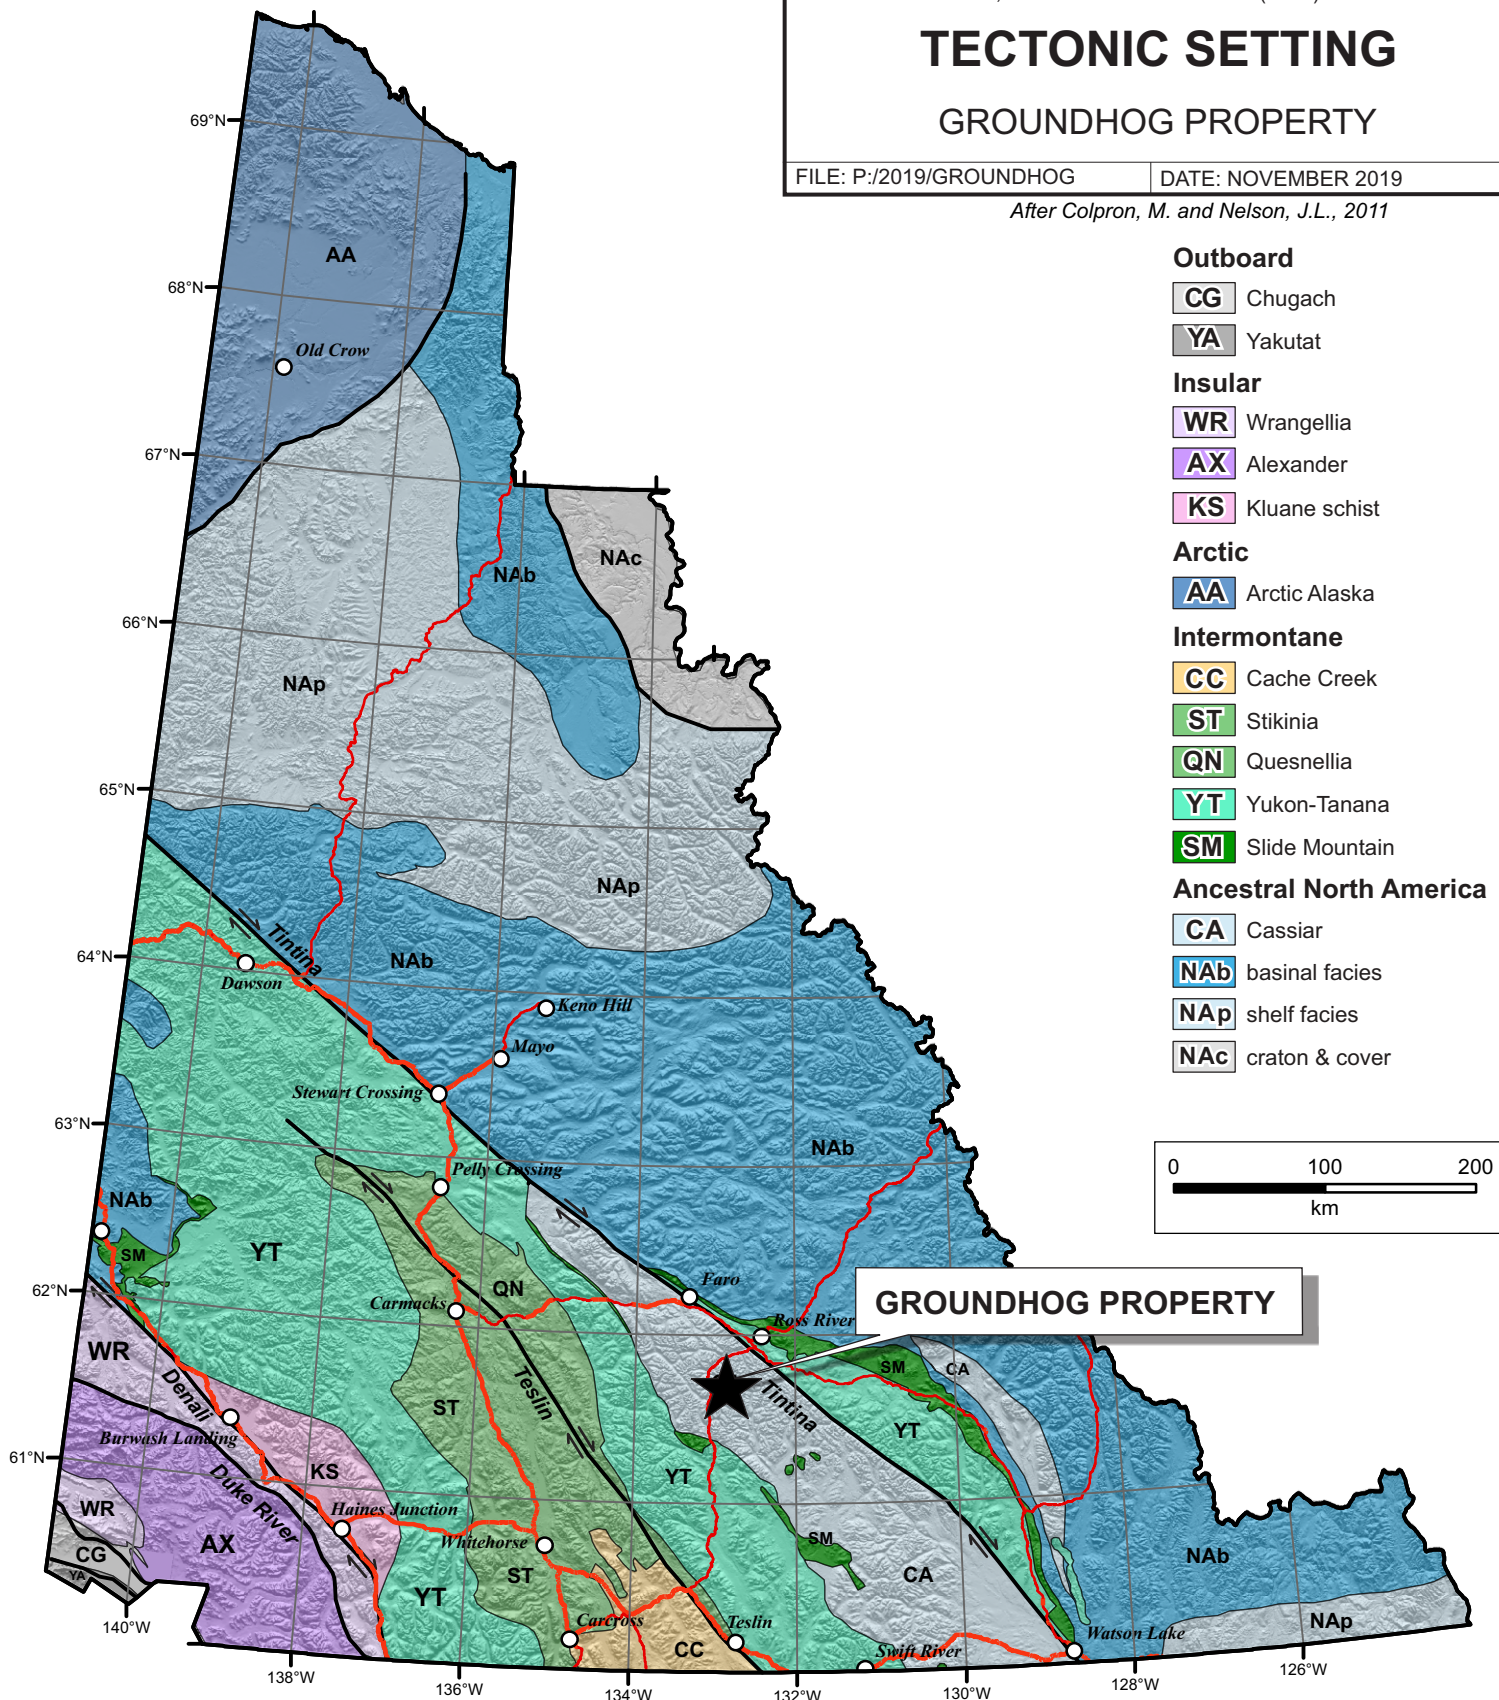 TECTONIC SETTING
GROUNDHOG PROPERTY
FILE: P:/2019/GROUNDHOG
DATE: NOVEMBER 2019
After Colpron, M. and Nelson, J.L., 2011
Outboard
CG Chugach
YA Yakutat
Insular
WR Wrangellia
AX Alexander
KS Kluane schist
Arctic
AA Arctic Alaska
Intermontane
CC Cache Creek
ST Stikinia
QN Quesnellia
YT Yukon-Tanana
SM Slide Mountain
Ancestral North America
CA Cassiar
NAb basinal facies
NAp shelf facies
NAc craton & cover
0 100 200
km
69°N
AA
68°N
Old Crow
67°N
NAc
NAb
66°N
NAp
65°N
NAp
Tintina
64°N
NAb
Dawson
Keno Hill
Mayo
Stewart Crossing
63°N
NAb
Pelly Crossing
NAb
YT
SM
62°N
Faro
QN
Carmacks
GROUNDHOG PROPERTY
Ross River
WR
SM
CA
Denali
Teslin
Tintina
ST
YT
Burwash Landing
61°N
KS
YT
Duke River
WR
Haines Junction
AX
Whitehorse
SM
CG
YA
ST
CA
NAb
YT
140°W
Carcross
Teslin
NAp
CC
Swift River
Watson Lake
138°W
136°W
134°W
132°W
130°W
128°W
126°W